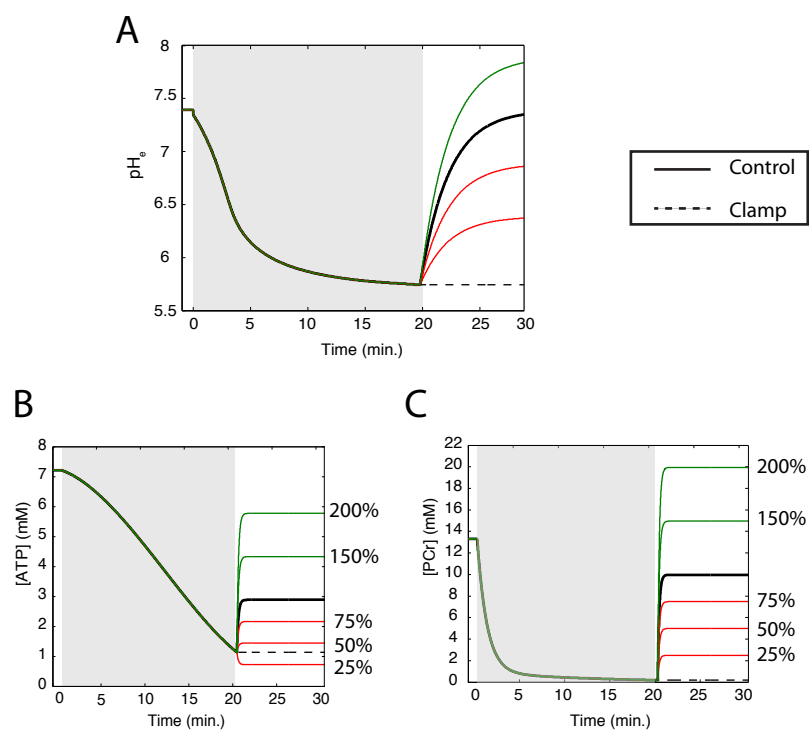 A
8
7.5
7
6.5
6
5.5
pHe
0 5 10 15 20 25 30
Time (min.)
Control
Clamp
B
8
7
6
5
4
3
2
1
0
[ATP] (mM)
200%
150%
75%
50%
25%
0 5 10 15 20 25 30
Time (min.)
C
22
20
18
16
14
12
10
8
6
4
2
0
[PCr] (mM)
200%
150%
75%
50%
25%
0 5 10 15 20 25 30
Time (min.)